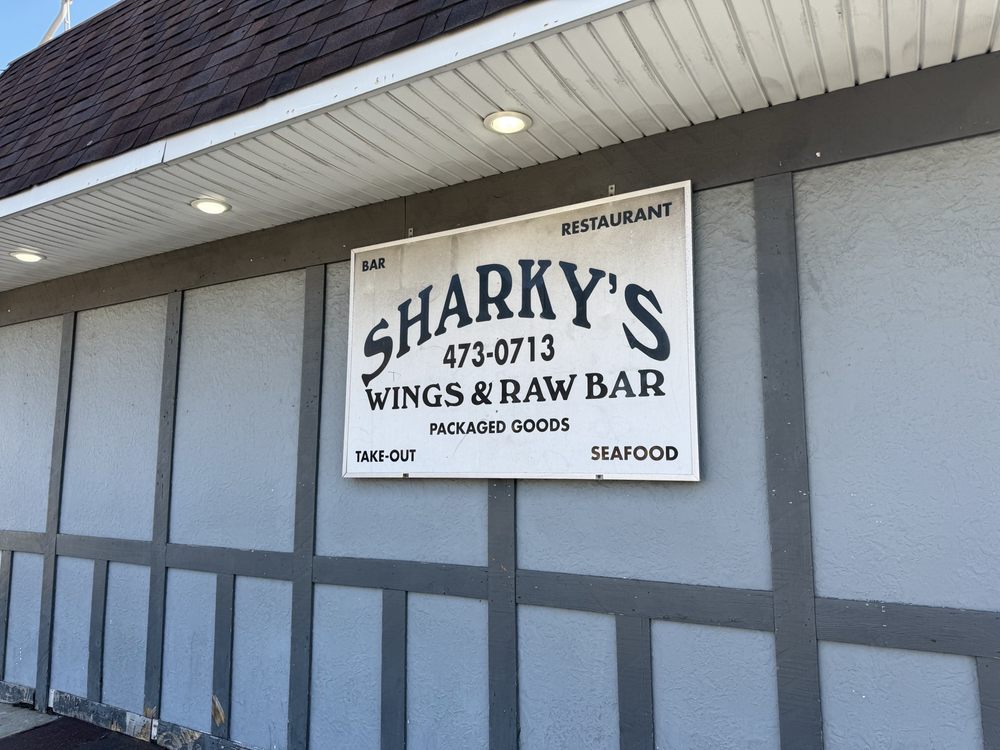 BAR
RESTAURANT
SHARKY'S
473-0713
WINGS & RAW BAR
PACKAGED GOODS
TAKE-OUT
SEAFOOD